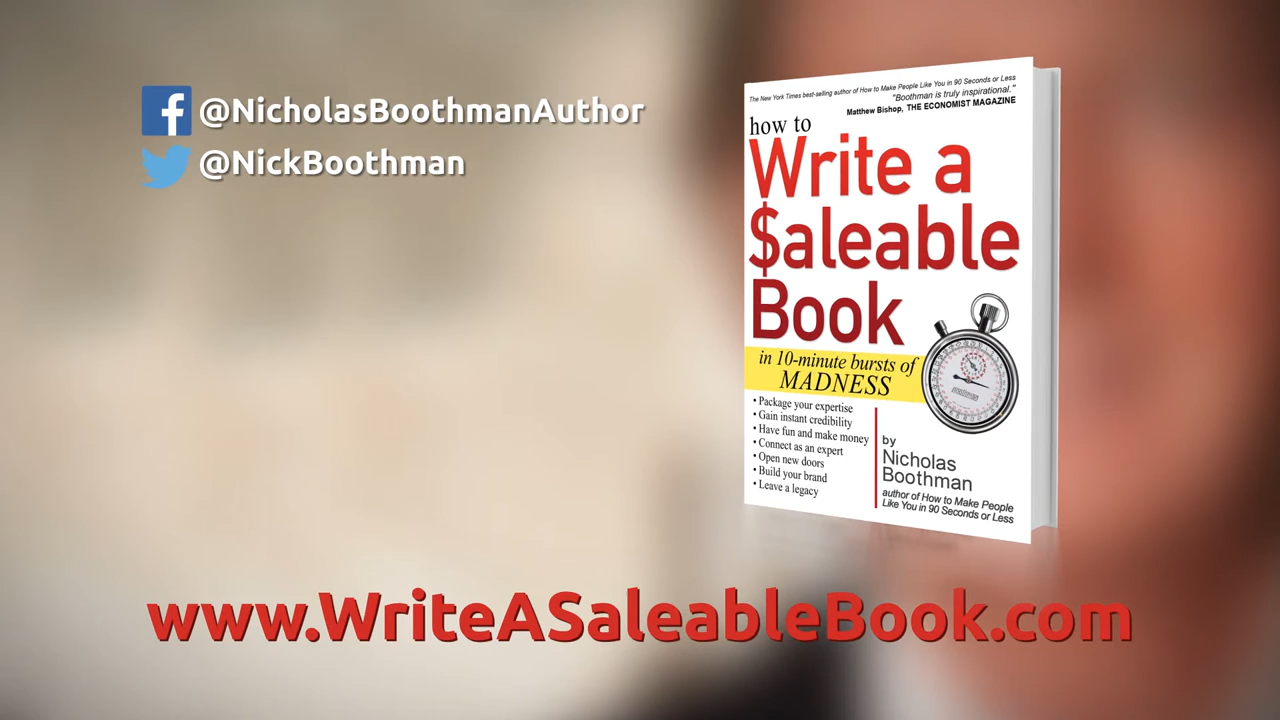 @NicholasBoothmanAuthor
@NickBoothman
The New York Times best-selling author of How to Make People Like You in 90 Seconds or Less
"Boothman is truly inspirational."
Matthew Bishop, THE ECONOMIST MAGAZINE
how to
Write a
$aleable
Book
in 10-minute bursts of
MADNESS
• Package your expertise
• Gain instant credibility
• Have fun and make money
• Connect as an expert
• Open new doors
• Build your brand
• Leave a legacy
by
Nicholas
Boothman
author of How to Make People
Like You in 90 Seconds or Less
www.WriteASaleableBook.com